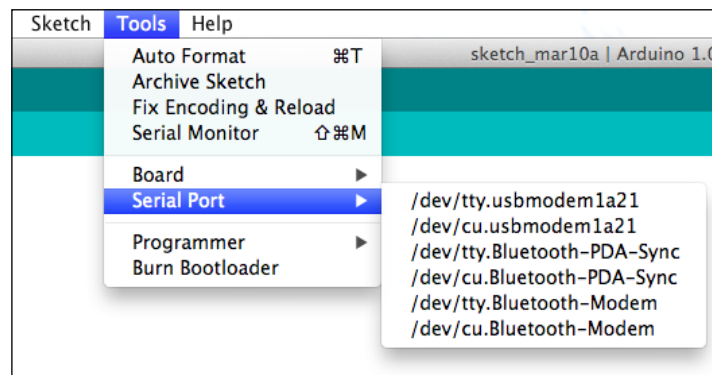 Sketch Tools Help
sketch_mar10a | Arduino 1.0
Auto Format ⌘T
Archive Sketch
Fix Encoding & Reload
Serial Monitor ⇧⌘M
Board ▶
Serial Port ▶
/dev/tty.usbmodem1a21
/dev/cu.usbmodem1a21
/dev/tty.Bluetooth-PDA-Sync
/dev/cu.Bluetooth-PDA-Sync
/dev/tty.Bluetooth-Modem
/dev/cu.Bluetooth-Modem
Programmer ▶
Burn Bootloader